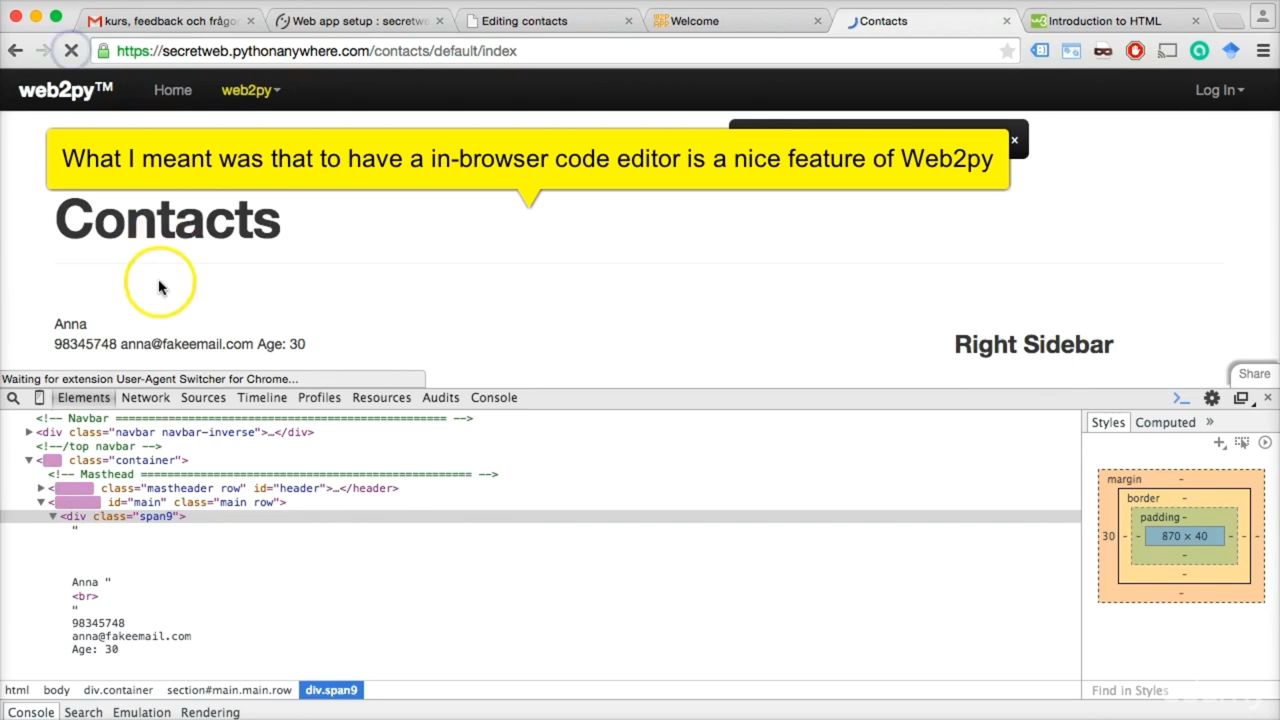 kurs, feedback och frågo
Web app setup : secretwe
Editing contacts
Welcome
Contacts
Introduction to HTML
https://secretweb.pythonanywhere.com/contacts/default/index
web2py™ Home web2py Log In
What I meant was that to have a in-browser code editor is a nice feature of Web2py
Contacts
Anna
98345748 anna@fakeemail.com Age: 30
Right Sidebar
Waiting for extension User-Agent Switcher for Chrome...
Share
Elements Network Sources Timeline Profiles Resources Audits Console
<!-- Navbar ================================================ -->
<div class="navbar navbar-inverse">…</div>
<!--/top navbar -->
< class="container">
<!-- Masthead ================================================ -->
< class="mastheader row" id="header">…</header>
< id="main" class="main row">
<div class="span9">
"
Anna "
<br>
"
98345748
anna@fakeemail.com
Age: 30
Styles Computed »
margin -
border -
padding -
30 - - 870 × 40 - - -
-
-
-
html body div.container section#main.main.row div.span9
Find in Styles
Console Search Emulation Rendering